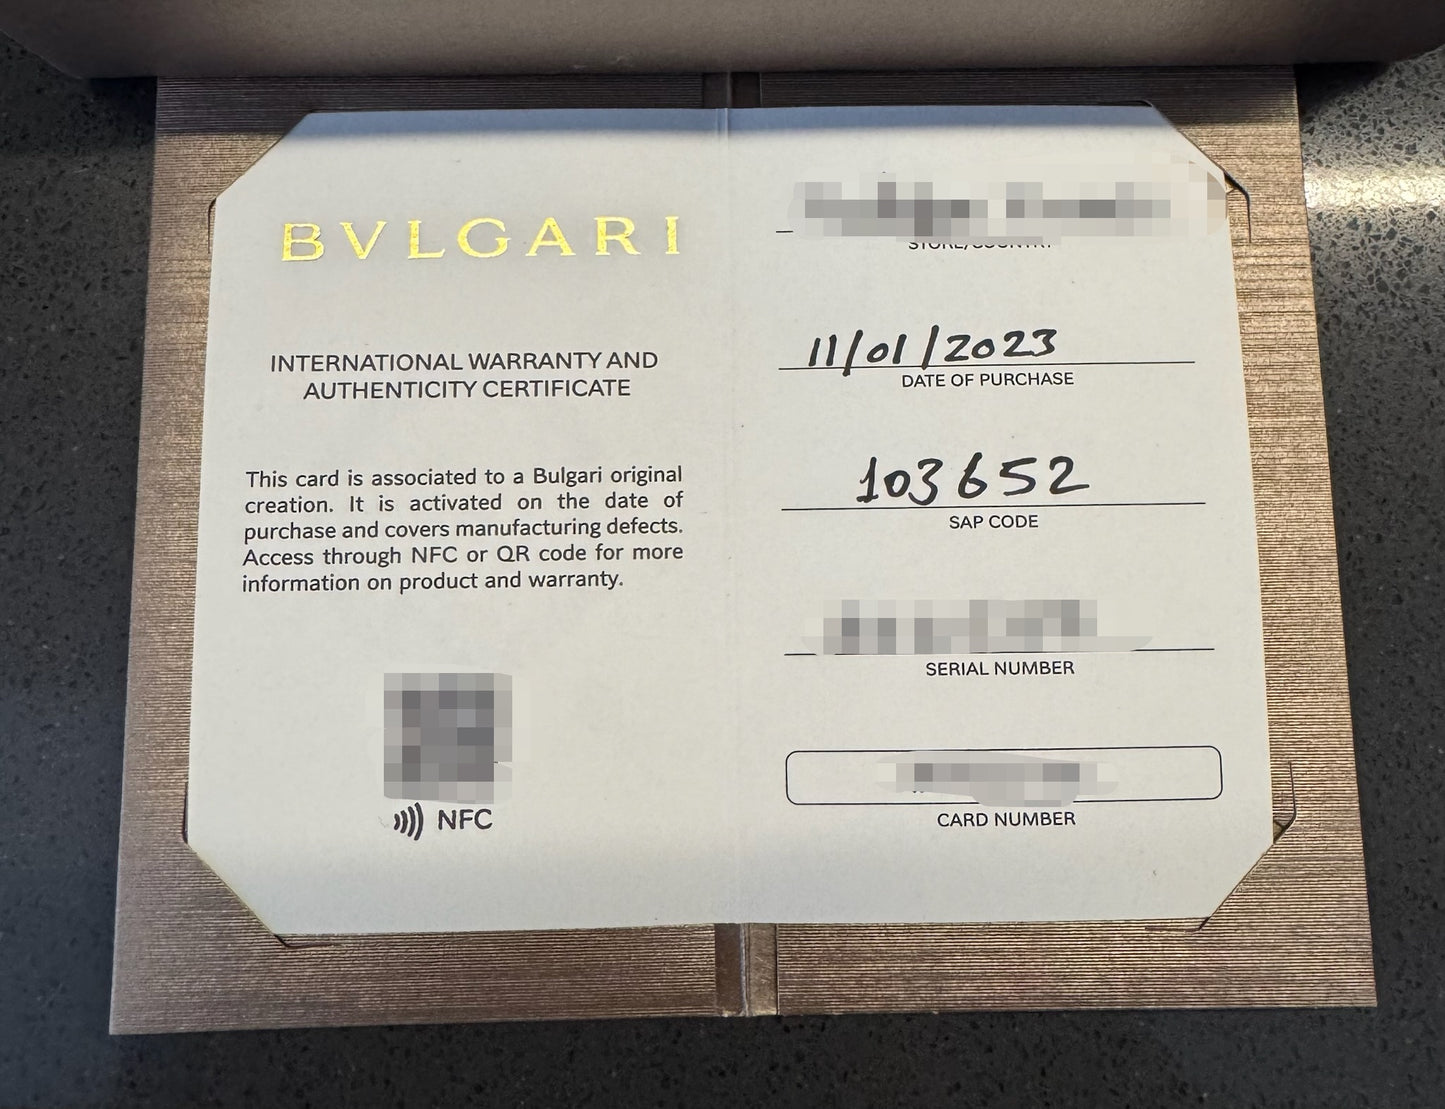 BVLGARI
INTERNATIONAL WARRANTY AND
AUTHENTICITY CERTIFICATE
This card is associated to a Bulgari original
creation. It is activated on the date of
purchase and covers manufacturing defects.
Access through NFC or QR code for more
information on product and warranty.
NFC
STORE/COUNTRY
11/01/2023
DATE OF PURCHASE
103652
SAP CODE
SERIAL NUMBER
CARD NUMBER